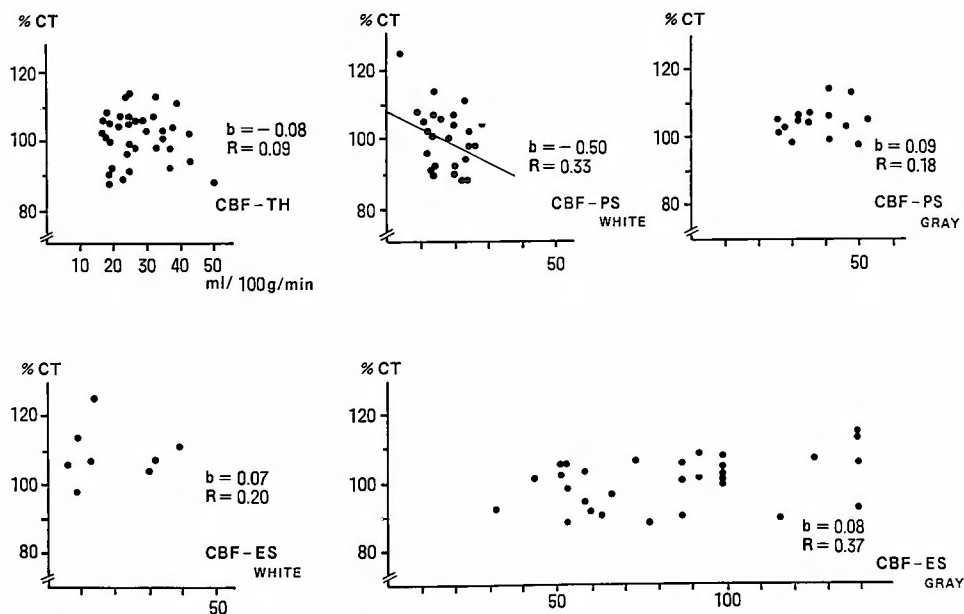 % CT
120
100
80
b = – 0.08
R = 0.09
CBF – TH
10 20 30 40 50
ml/ 100g/min
% CT
120
100
80
b = – 0.50
R = 0.33
CBF – PS
WHITE
50
% CT
120
100
80
b = 0.09
R = 0.18
CBF – PS
GRAY
50
% CT
120
100
80
b = 0.07
R = 0.20
CBF – ES
WHITE
50
% CT
120
100
80
b = 0.08
R = 0.37
CBF – ES
GRAY
50 100